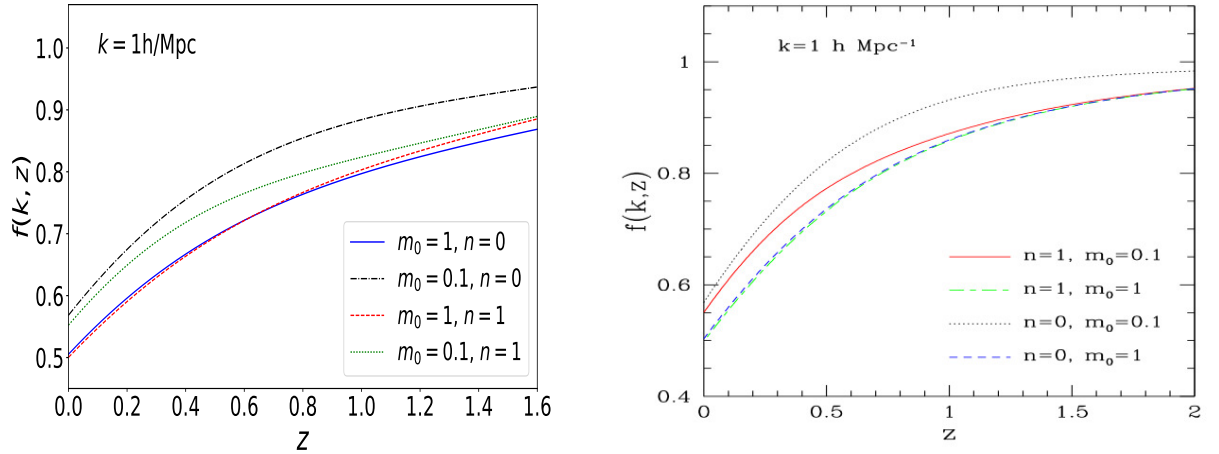 k = 1h/Mpc
f(k, z)
1.0
0.9
0.8
0.7
0.6
0.5
0.0 0.2 0.4 0.6 0.8 1.0 1.2 1.4 1.6
z
m₀ = 1, n = 0
m₀ = 0.1, n = 0
m₀ = 1, n = 1
m₀ = 0.1, n = 1
k=1 h Mpc⁻¹
f(k,z)
1
0.8
0.6
0.4
0 0.5 1 1.5 2
z
n=1, m₀=0.1
n=1, m₀=1
n=0, m₀=0.1
n=0, m₀=1